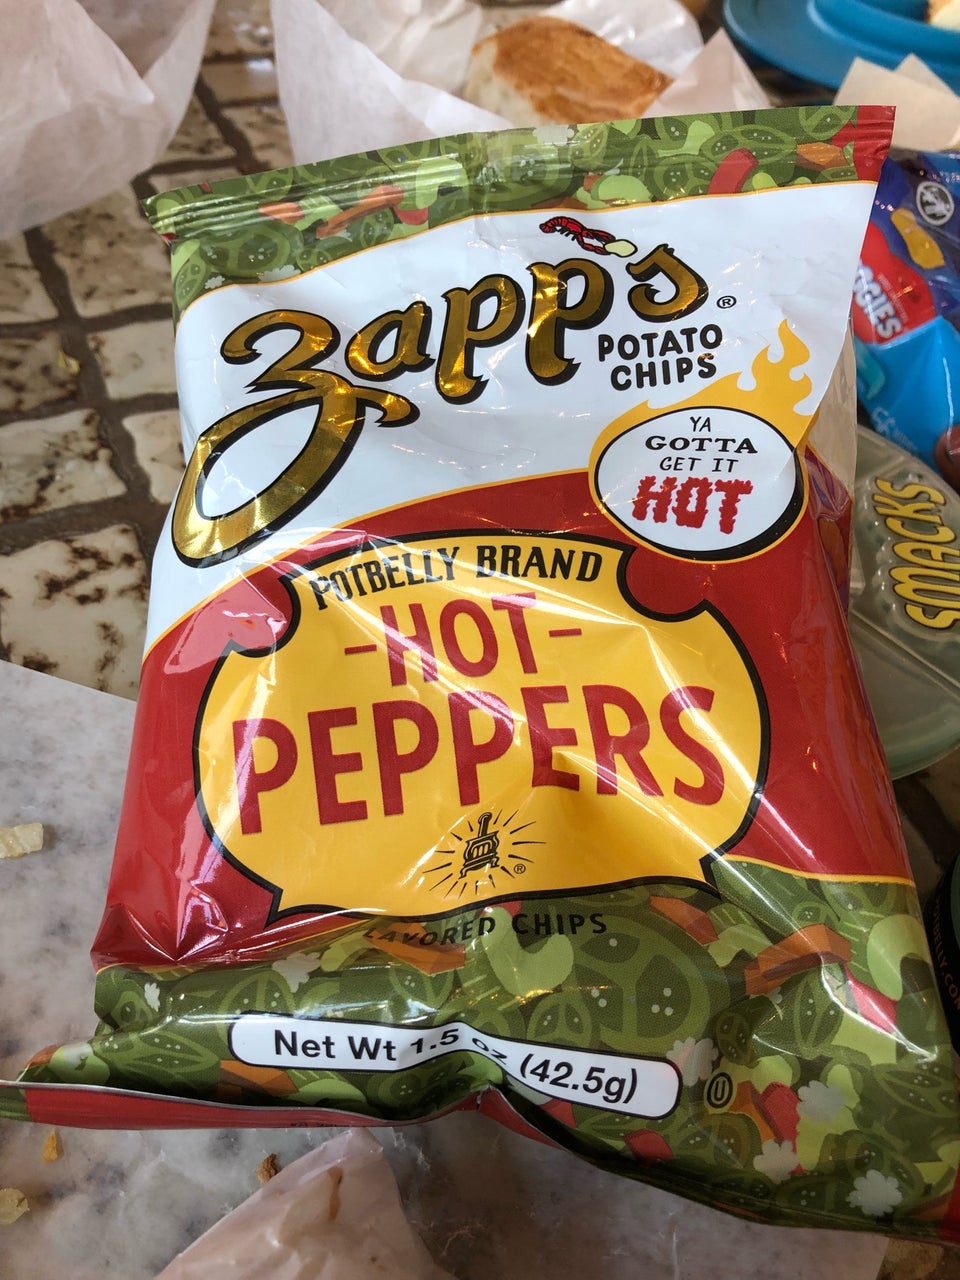 Zapp's ®
POTATO
CHIPS
YA
GOTTA
GET IT
HOT
POTBELLY BRAND
-HOT-
PEPPERS
®
FLAVORED CHIPS
Net Wt 1.5 oz (42.5g)
U
SMACKS